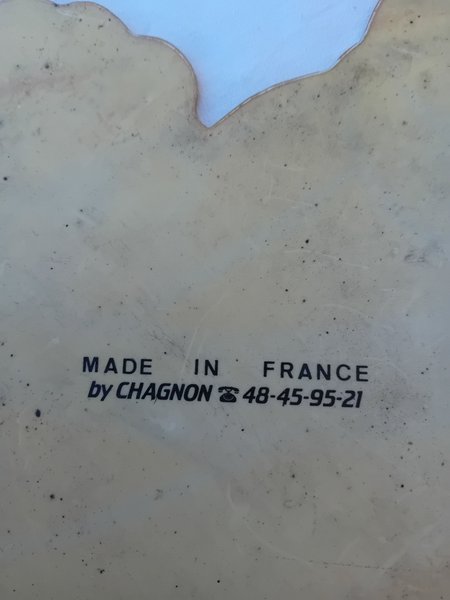 MADE IN FRANCE
by CHAGNON ☎ 48-45-95-21